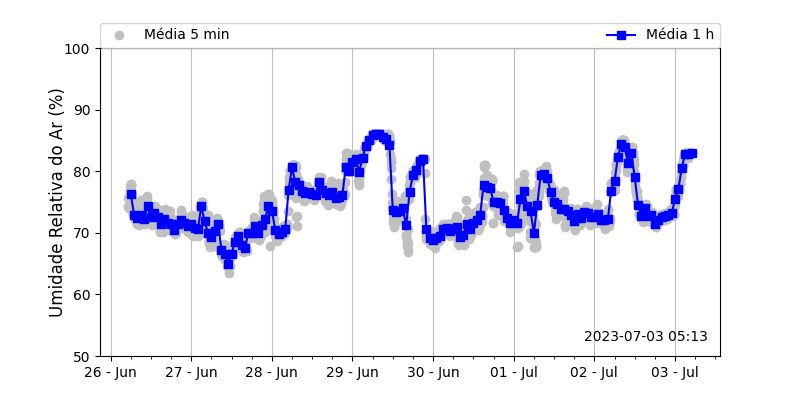 Média 5 min
Média 1 h
100
90
80
70
60
50
Umidade Relativa do Ar (%)
2023-07-03 05:13
26 - Jun
27 - Jun
28 - Jun
29 - Jun
30 - Jun
01 - Jul
02 - Jul
03 - Jul